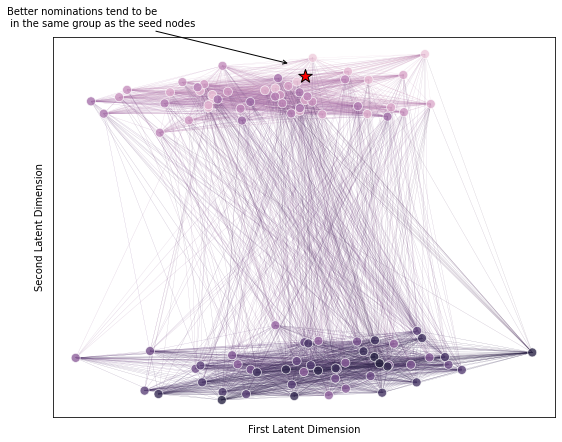 Better nominations tend to be
in the same group as the seed nodes
Second Latent Dimension
First Latent Dimension